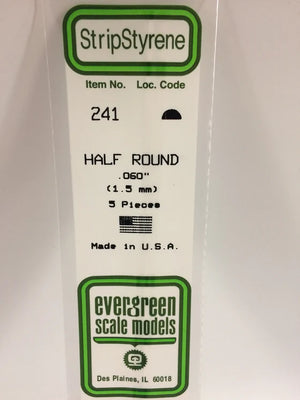 StripStyrene
Item No. Loc. Code
241
HALF ROUND
.060"
(1.5 mm)
5 Pieces
Made in U.S.A.
evergreen
scale models
Des Plaines, IL 60018